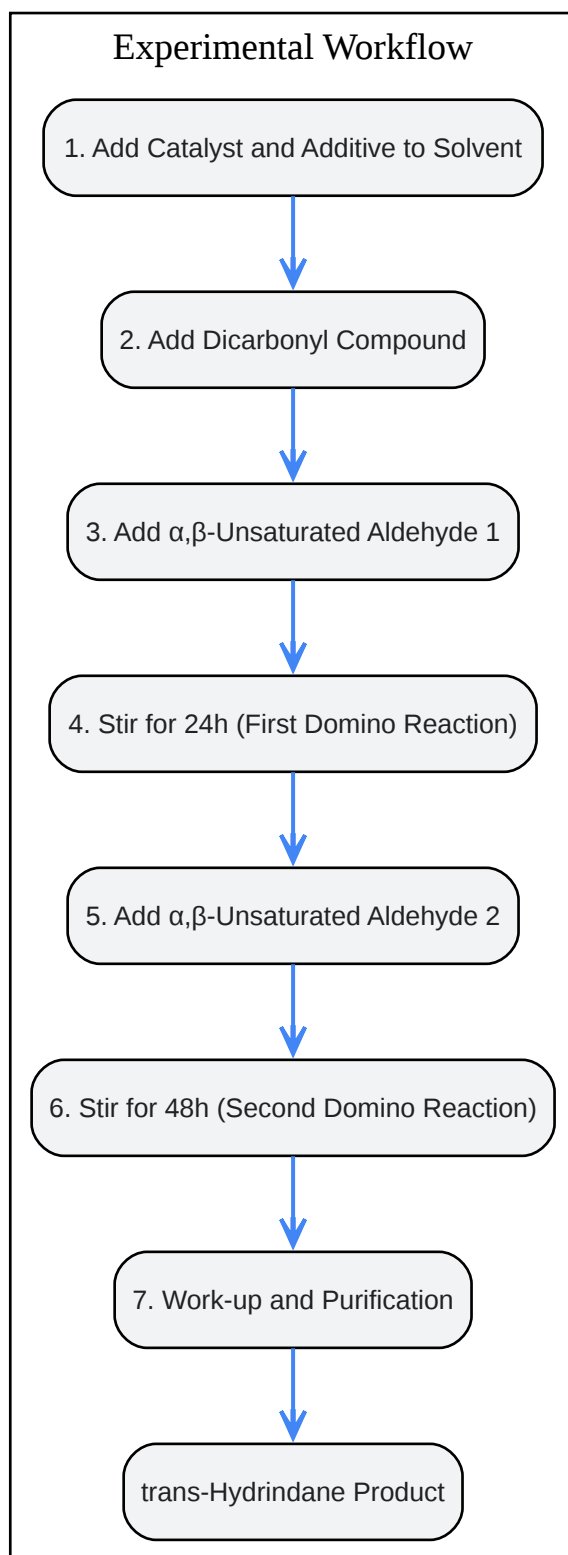 Experimental Workflow
1. Add Catalyst and Additive to Solvent
2. Add Dicarbonyl Compound
3. Add α,β-Unsaturated Aldehyde 1
4. Stir for 24h (First Domino Reaction)
5. Add α,β-Unsaturated Aldehyde 2
6. Stir for 48h (Second Domino Reaction)
7. Work-up and Purification
trans-Hydrindane Product